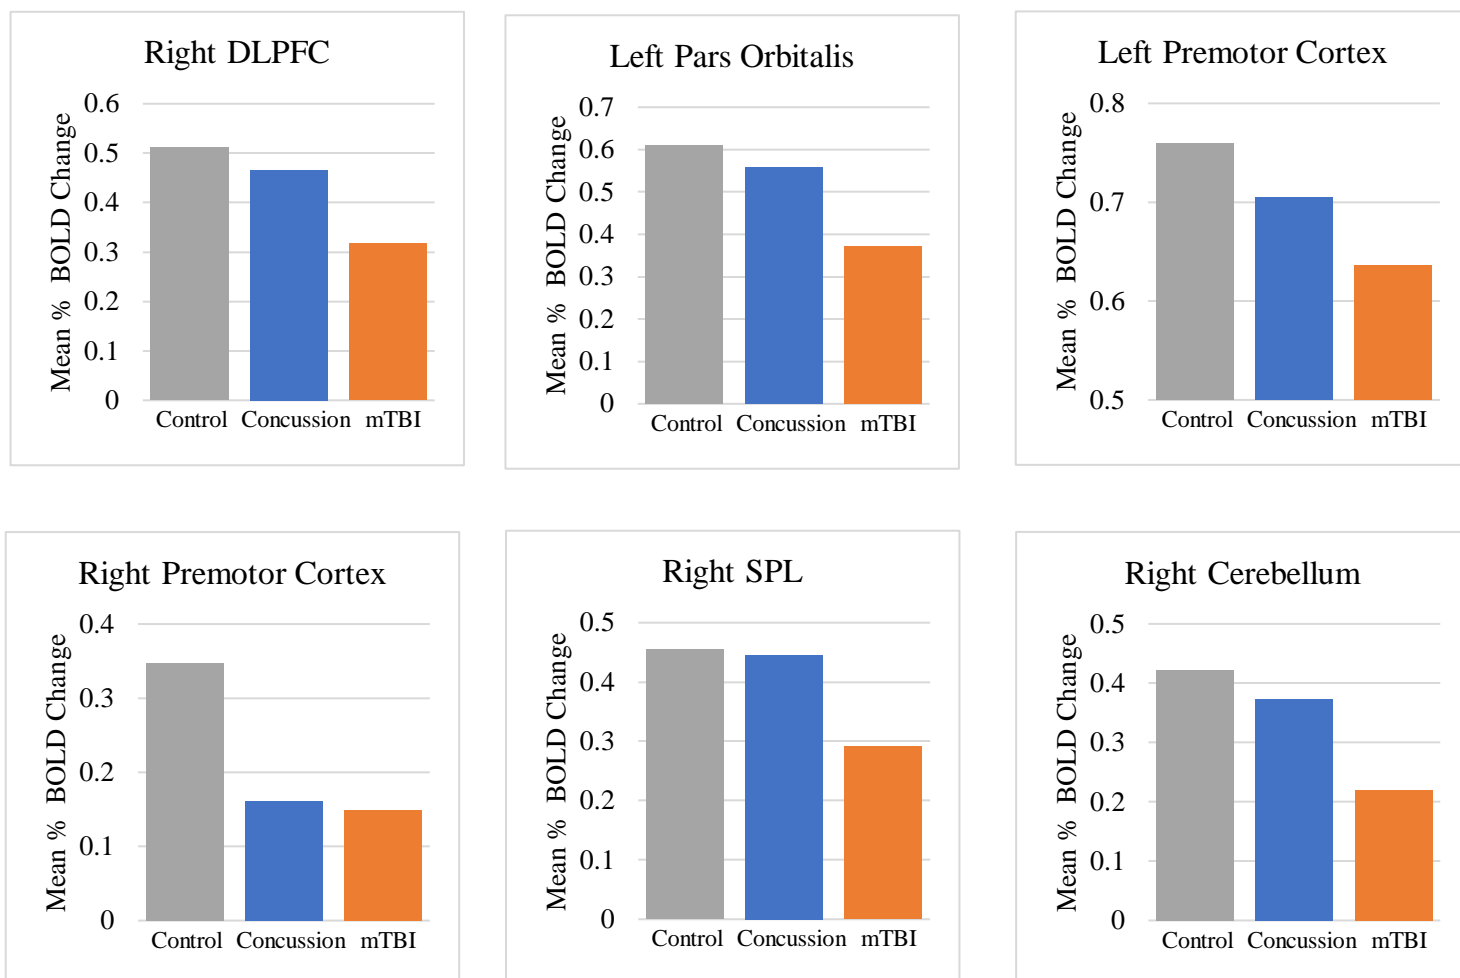 Right DLPFC
Mean % BOLD Change
0.6
0.5
0.4
0.3
0.2
0.1
0
Control Concussion mTBI
Left Pars Orbitalis
Mean % BOLD Change
0.7
0.6
0.5
0.4
0.3
0.2
0.1
0
Control Concussion mTBI
Left Premotor Cortex
Mean % BOLD Change
0.8
0.7
0.6
0.5
Control Concussion mTBI
Right Premotor Cortex
Mean % BOLD Change
0.4
0.3
0.2
0.1
0
Control Concussion mTBI
Right SPL
Mean % BOLD Change
0.5
0.4
0.3
0.2
0.1
0
Control Concussion mTBI
Right Cerebellum
Mean % BOLD Change
0.5
0.4
0.3
0.2
0.1
0
Control Concussion mTBI